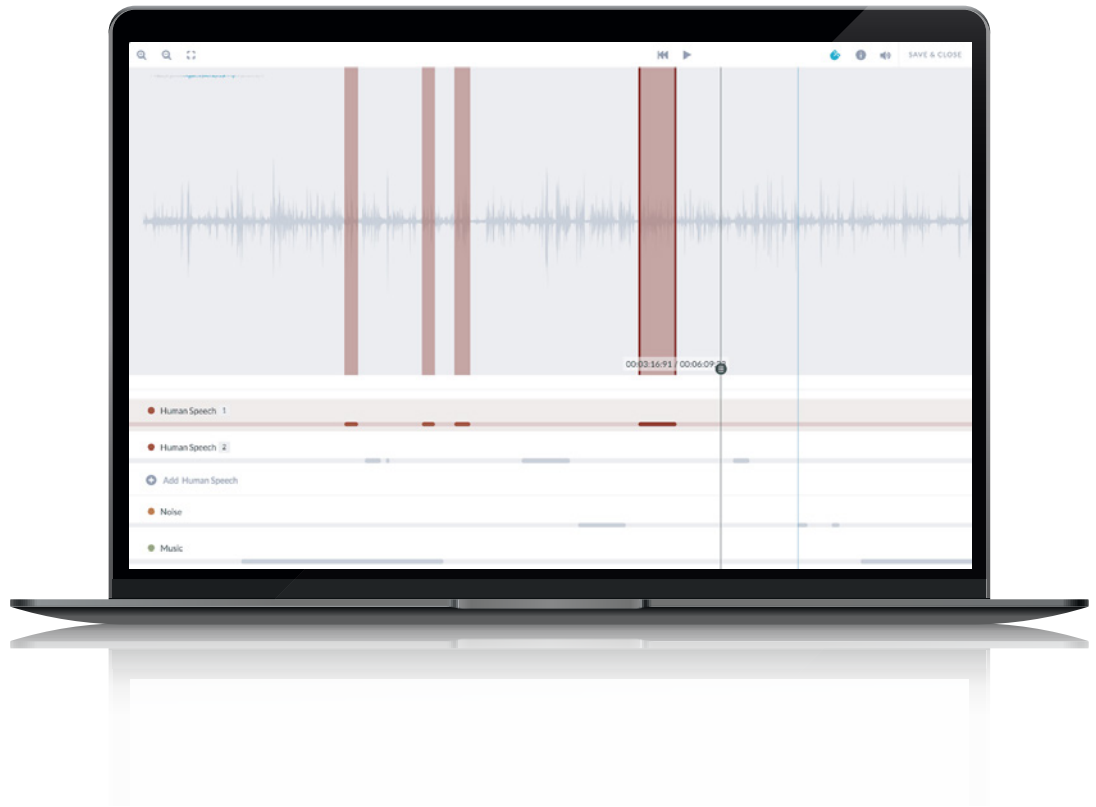 SAVE & CLOSE
00:03:16:91 / 00:06:09:
Human Speech 1
Human Speech 2
Add Human Speech
Noise
Music